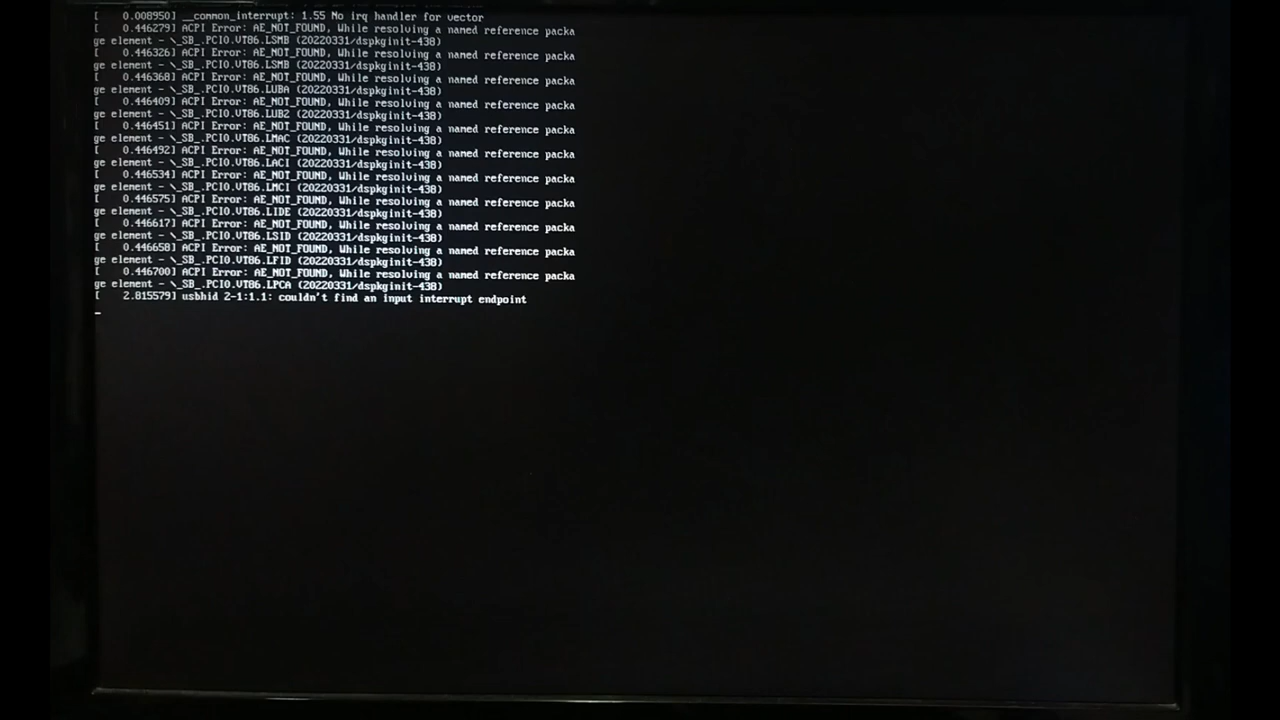 [    0.008950] __common_interrupt: 1.55 No irq handler for vector
[    0.446279] ACPI Error: AE_NOT_FOUND, While resolving a named reference packa
ge element - \_SB_.PCI0.VT86.LSMB (20220331/dspkginit-438)
[    0.446326] ACPI Error: AE_NOT_FOUND, While resolving a named reference packa
ge element - \_SB_.PCI0.VT86.LSMB (20220331/dspkginit-438)
[    0.446368] ACPI Error: AE_NOT_FOUND, While resolving a named reference packa
ge element - \_SB_.PCI0.VT86.LUBA (20220331/dspkginit-438)
[    0.446409] ACPI Error: AE_NOT_FOUND, While resolving a named reference packa
ge element - \_SB_.PCI0.VT86.LUB2 (20220331/dspkginit-438)
[    0.446451] ACPI Error: AE_NOT_FOUND, While resolving a named reference packa
ge element - \_SB_.PCI0.VT86.LMAC (20220331/dspkginit-438)
[    0.446492] ACPI Error: AE_NOT_FOUND, While resolving a named reference packa
ge element - \_SB_.PCI0.VT86.LACI (20220331/dspkginit-438)
[    0.446534] ACPI Error: AE_NOT_FOUND, While resolving a named reference packa
ge element - \_SB_.PCI0.VT86.LMCI (20220331/dspkginit-438)
[    0.446575] ACPI Error: AE_NOT_FOUND, While resolving a named reference packa
ge element - \_SB_.PCI0.VT86.LIDE (20220331/dspkginit-438)
[    0.446617] ACPI Error: AE_NOT_FOUND, While resolving a named reference packa
ge element - \_SB_.PCI0.VT86.LSID (20220331/dspkginit-438)
[    0.446658] ACPI Error: AE_NOT_FOUND, While resolving a named reference packa
ge element - \_SB_.PCI0.VT86.LFID (20220331/dspkginit-438)
[    0.446700] ACPI Error: AE_NOT_FOUND, While resolving a named reference packa
ge element - \_SB_.PCI0.VT86.LPCA (20220331/dspkginit-438)
[    2.815579] usbhid 2-1:1.1: couldn't find an input interrupt endpoint
_